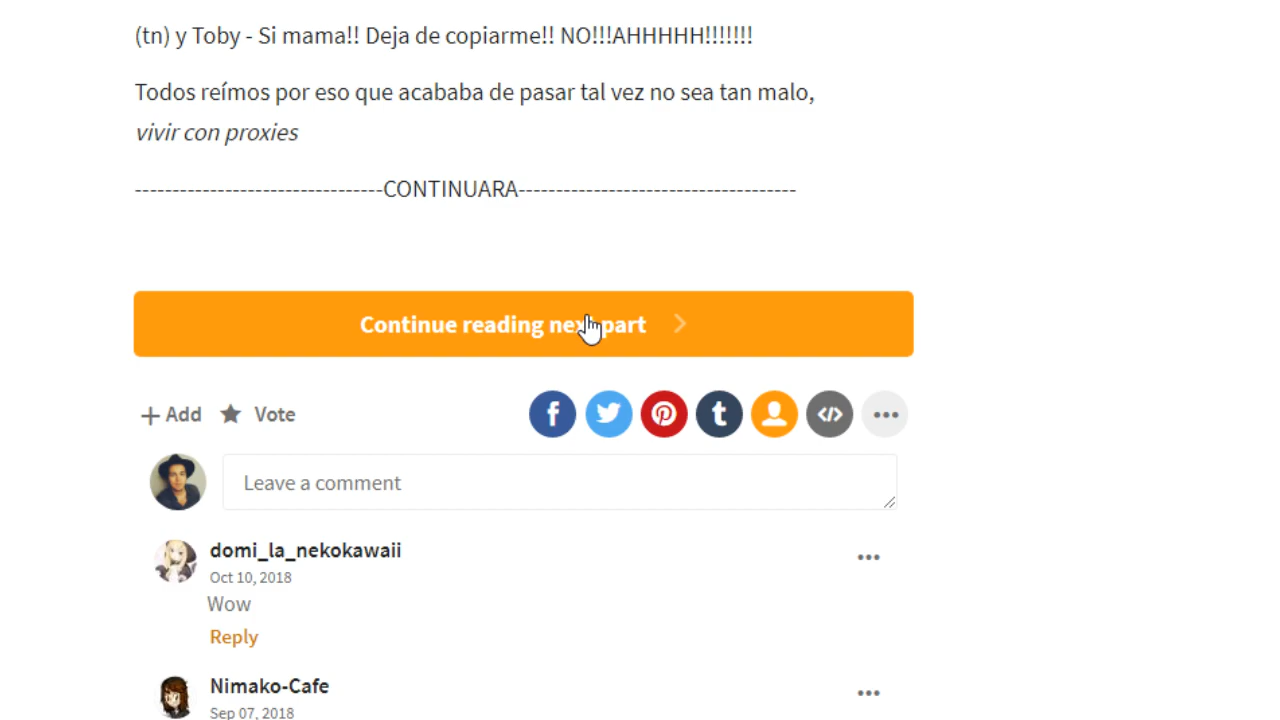 (tn) y Toby - Si mama!! Deja de copiarme!! NO!!!AHHHHH!!!!!!!
Todos reímos por eso que acababa de pasar tal vez no sea tan malo,
vivir con proxies
---------------------------------CONTINUARA-------------------------------------
Continue reading next part
Add Vote
Leave a comment
domi_la_nekokawaii
Oct 10, 2018
Wow
Reply
Nimako-Cafe
Sep 07, 2018